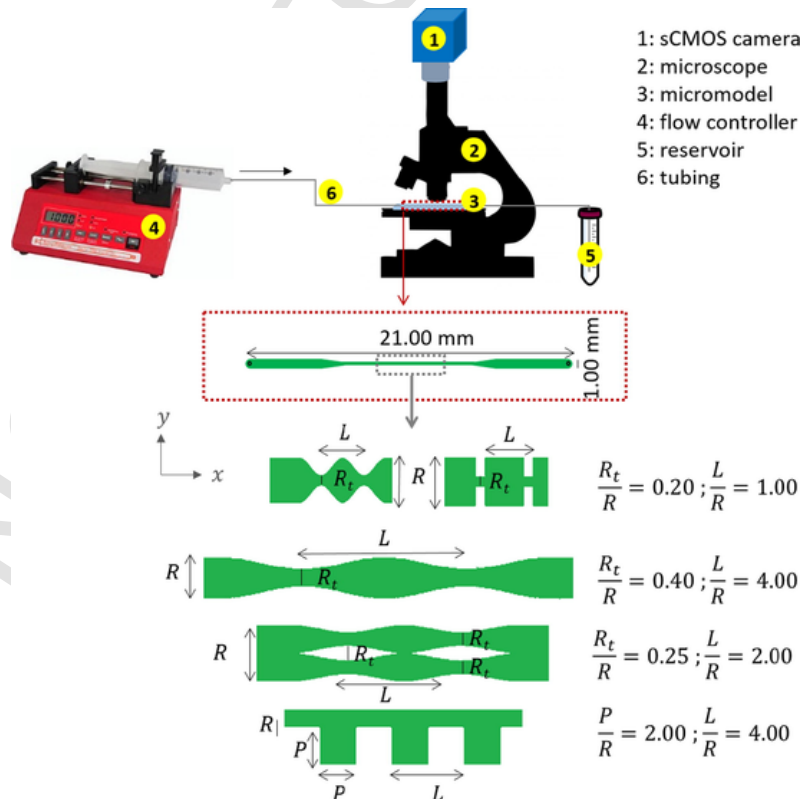 1
1: sCMOS camera
2: microscope
3: micromodel
4: flow controller
5: reservoir
6: tubing
2
3
6
4
5
21.00 mm
1.00 mm
y
x
L
R_t
R
L
R_t
R_t/R = 0.20 ; L/R = 1.00
L
R
R_t
R_t/R = 0.40 ; L/R = 4.00
R
R_t
R_t
R_t
L
R_t/R = 0.25 ; L/R = 2.00
R
P
P
L
P/R = 2.00 ; L/R = 4.00